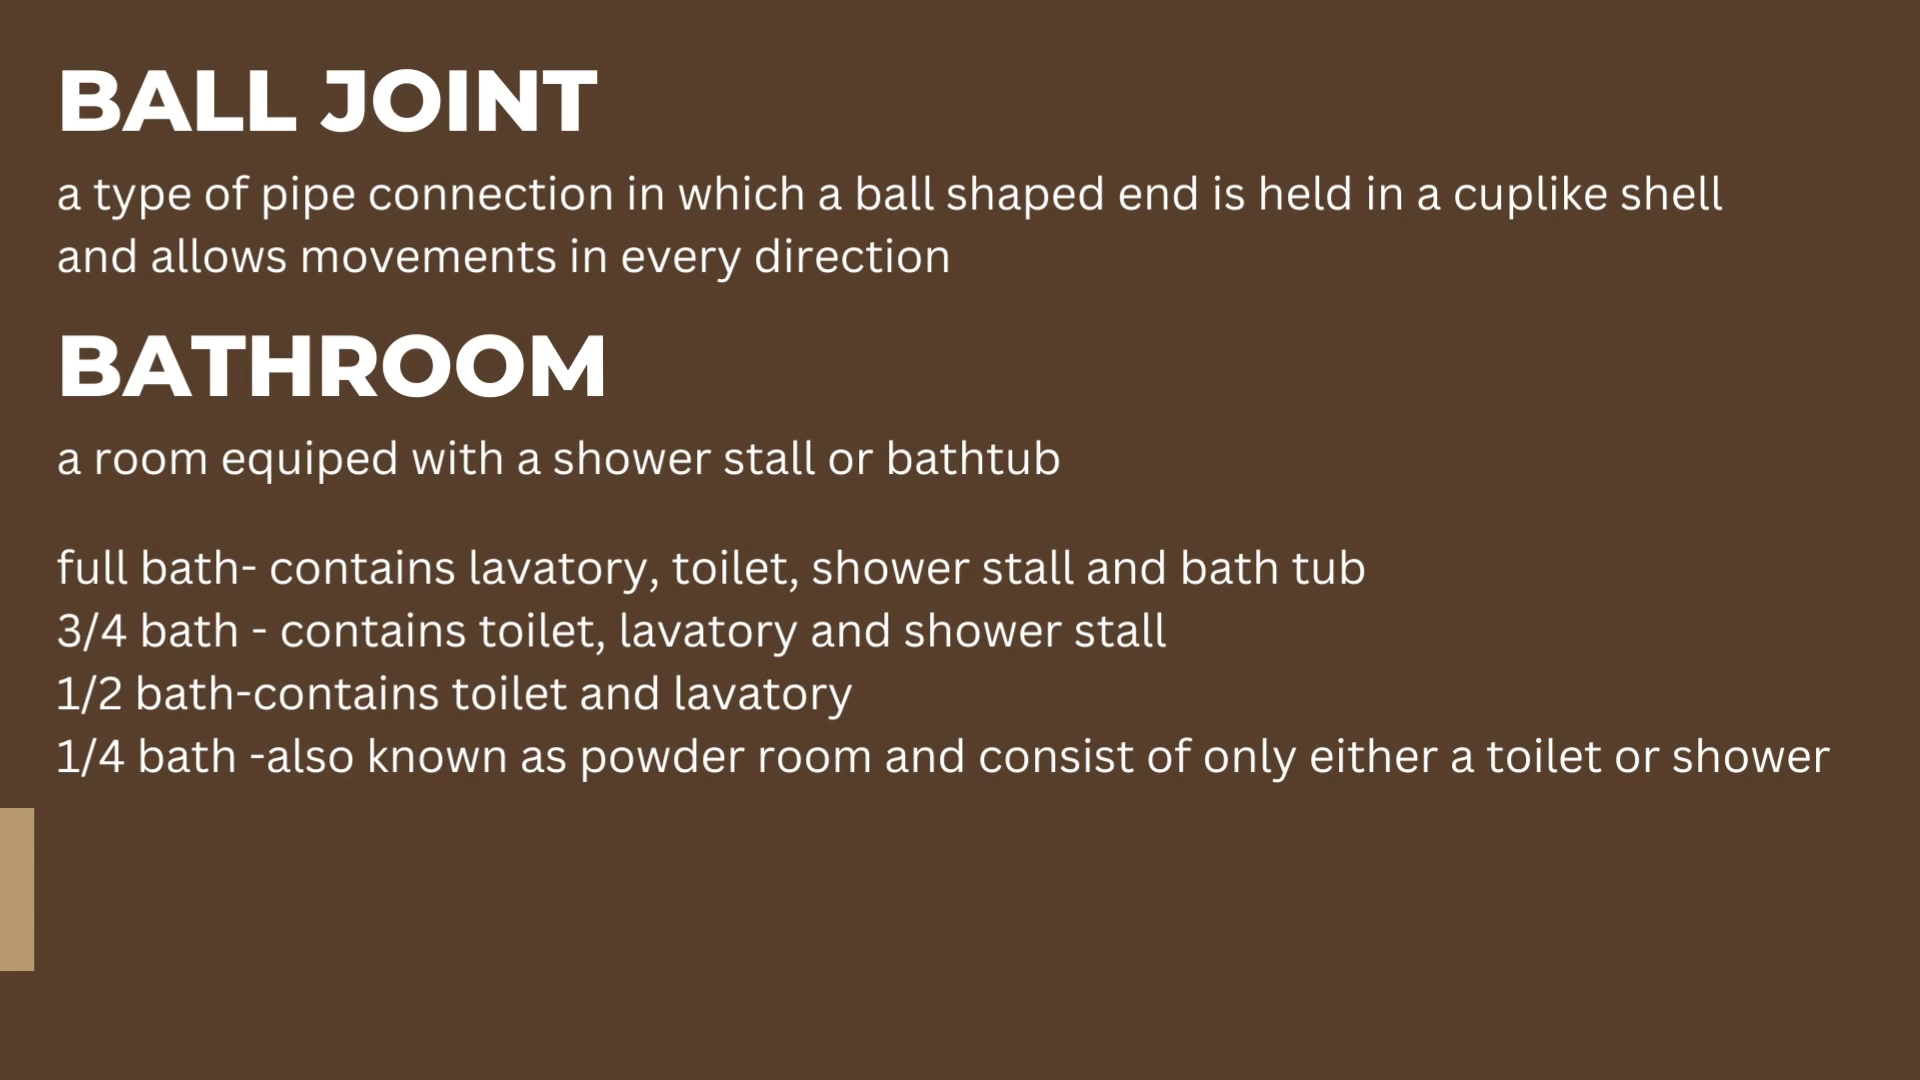 BALL JOINT
a type of pipe connection in which a ball shaped end is held in a cuplike shell
and allows movements in every direction
BATHROOM
a room equiped with a shower stall or bathtub
full bath- contains lavatory, toilet, shower stall and bath tub
3/4 bath - contains toilet, lavatory and shower stall
1/2 bath-contains toilet and lavatory
1/4 bath -also known as powder room and consist of only either a toilet or shower